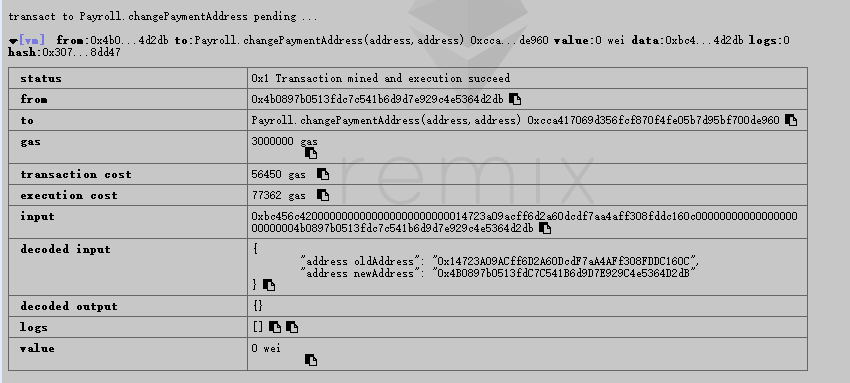 transact to Payroll.changePaymentAddress pending ...
[vm] from:0x4b0...4d2db to:Payroll.changePaymentAddress(address,address) 0xcca...de960 value:0 wei data:0xbc4...4d2db logs:0
hash:0x307...8dd47
status 0x1 Transaction mined and execution succeed
from 0x4b0897b0513fdc7c541b6d9d7e929c4e5364d2db
to Payroll.changePaymentAddress(address,address) 0xcca417069d356fcf870f4fe05b7d95bf700de960
gas 3000000 gas
transaction cost 56450 gas
execution cost 77362 gas
input 0xbc456c4200000000000000000000000014723a09acff6d2a60dcdf7aa4aff308fddc160c0000000000000000
000000004b0897b0513fdc7c541b6d9d7e929c4e5364d2db
decoded input {
"address oldAddress": "0x14723A09ACff6D2A60DcdF7aA4AFf308FDDC160C",
"address newAddress": "0x4B0897b0513fdC7C541B6d9D7E929C4e5364D2dB"
}
decoded output {}
logs []
value 0 wei
remix